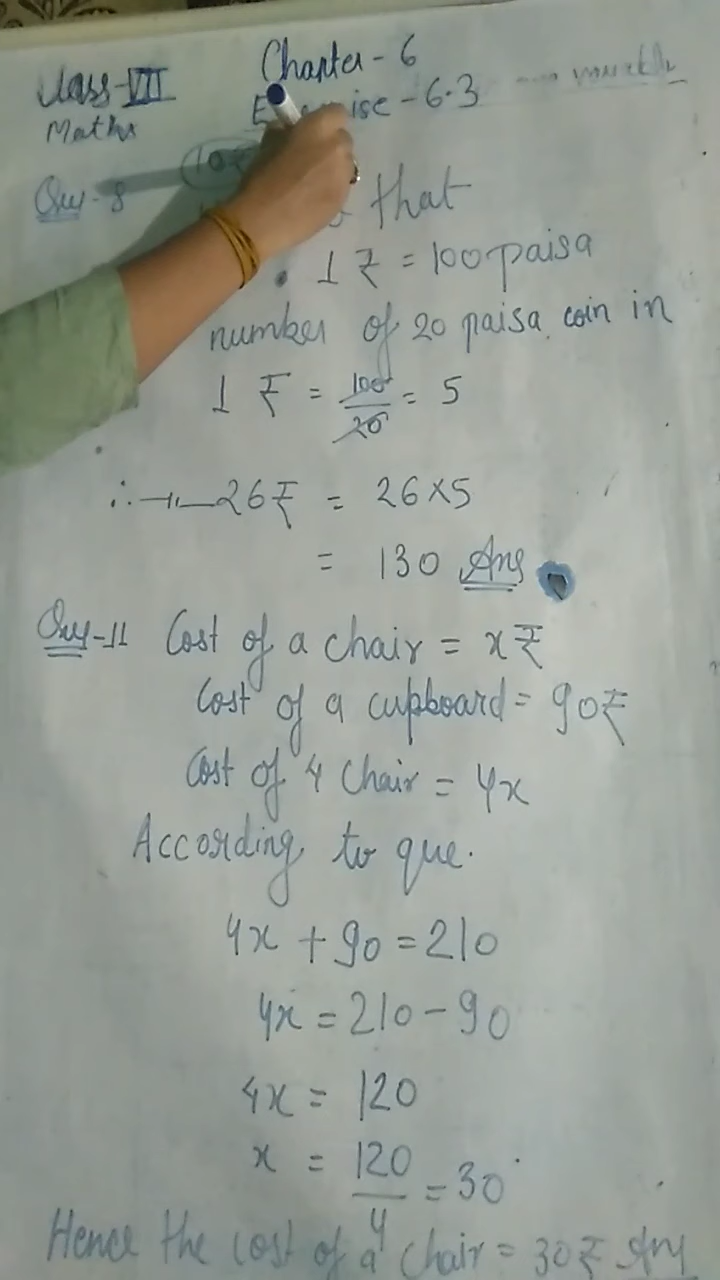 Class-VII
Maths
Chapter-6
Exercise-6.3
Que-8
that
1 ₹ = 100 paisa
number of 20 paisa coin in
1 ₹ = 100/20 = 5
∴ -〃- 26₹ = 26×5
= 130 Ans
Que-11 Cost of a chair = x₹
Cost of a cupboard = 90₹
Cost of 4 Chair = 4x
According to que.
4x + 90 = 210
4x = 210 - 90
4x = 120
x = 120/4 = 30
Hence the cost of a chair = 30₹ Ans